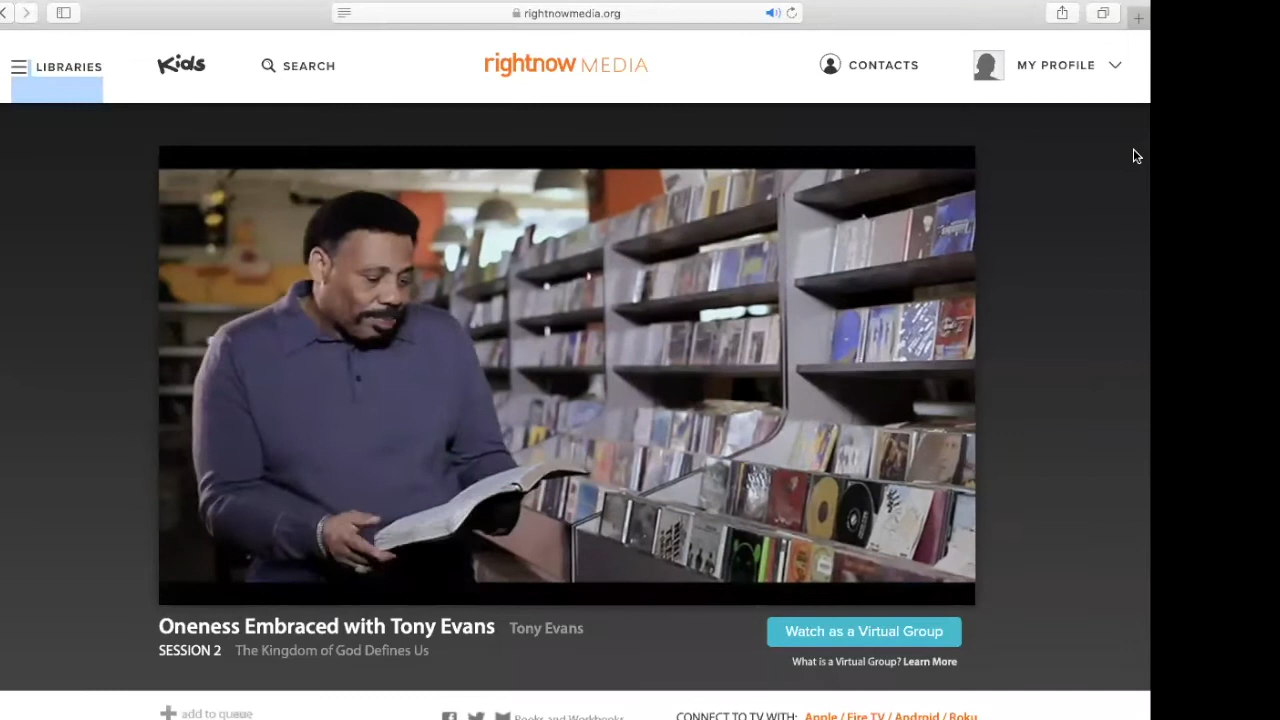 rightnowmedia.org
LIBRARIES
Kids
SEARCH
rightnow MEDIA
CONTACTS
MY PROFILE
Oneness Embraced with Tony Evans Tony Evans
SESSION 2 The Kingdom of God Defines Us
Watch as a Virtual Group
What is a Virtual Group? Learn More
add to queue
Books and Workbooks
CONNECT TO TV WITH: Apple / Fire TV / Android / Roku